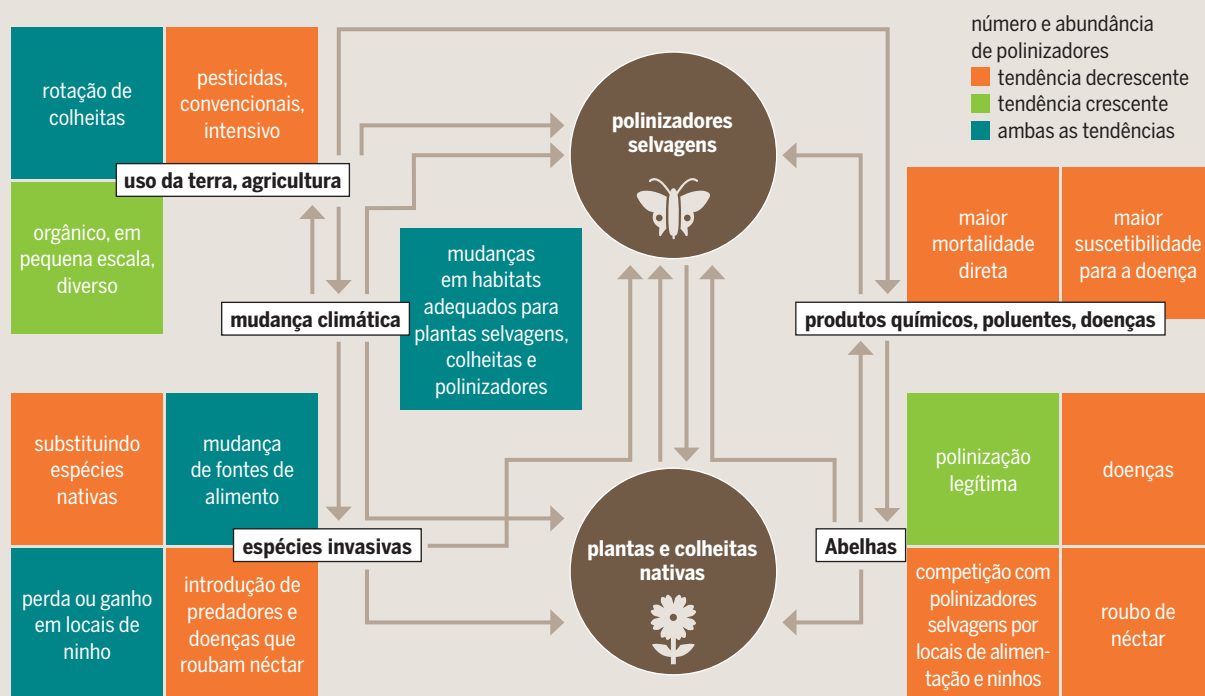 número e abundância
de polinizadores
tendência decrescente
tendência crescente
ambas as tendências
rotação de
colheitas
pesticidas,
convencionais,
intensivo
uso da terra, agricultura
orgânico, em
pequena escala,
diverso
polinizadores
selvagens
mudanças
em habitats
adequados para
plantas selvagens,
colheitas e
polinizadores
mudança climática
maior
mortalidade
direta
maior
suscetibilidade
para a doença
produtos químicos, poluentes, doenças
substituindo
espécies
nativas
mudança
de fontes de
alimento
espécies invasivas
perda ou ganho
em locais de
ninho
introdução de
predadores e
doenças que
roubam néctar
plantas e colheitas
nativas
polinização
legítima
doenças
Abelhas
competição com
polinizadores
selvagens por
locais de alimen-
tação e ninhos
roubo de
néctar